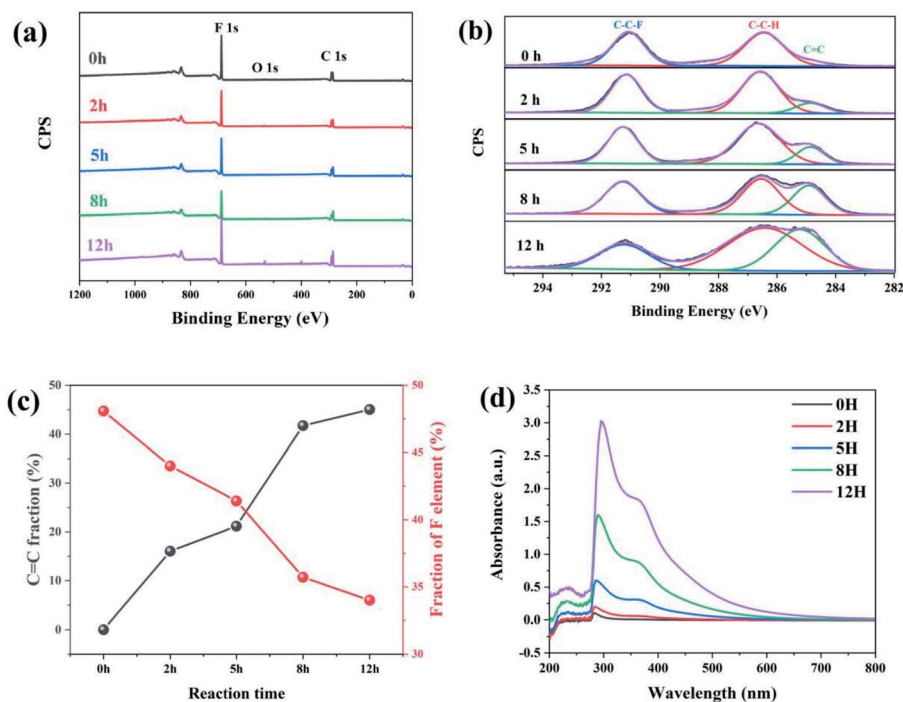 (a)
F 1s
O 1s
C 1s
0h
2h
5h
8h
12h
CPS
1200
1000
800
600
400
200
0
Binding Energy (eV)
(b)
C-C-F
C-C-H
C=C
0 h
2 h
5 h
8 h
12 h
CPS
294
292
290
288
286
284
282
Binding Energy (eV)
(c)
50
40
30
20
10
0
C=C fraction (%)
50
45
40
35
30
Fraction of F element (%)
0h
2h
5h
8h
12h
Reaction time
(d)
0H
2H
5H
8H
12H
3.5
3.0
2.5
2.0
1.5
1.0
0.5
0.0
-0.5
Absorbance (a.u.)
200
300
400
500
600
700
800
Wavelength (nm)